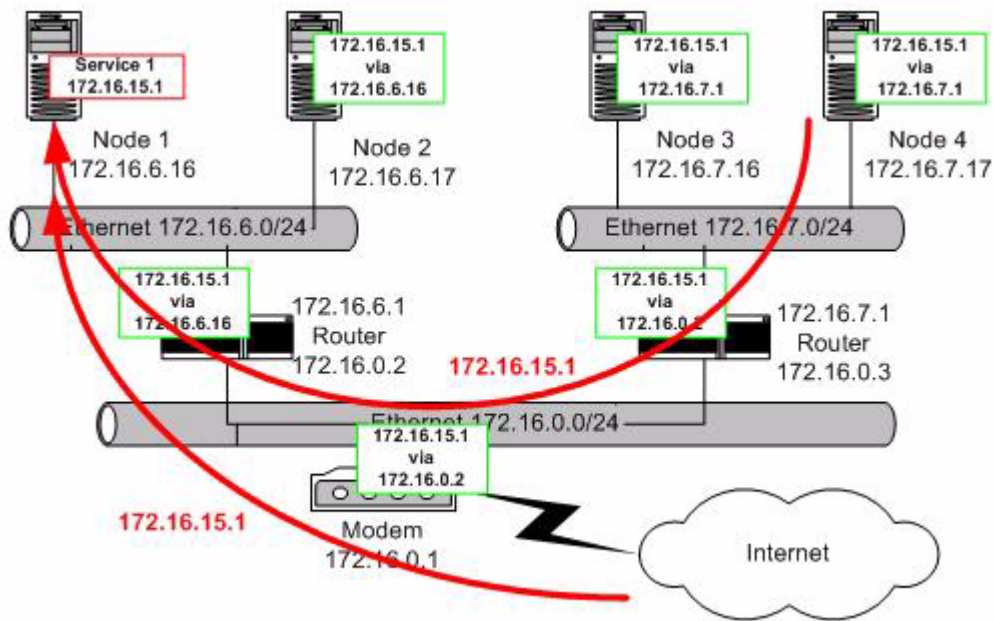 Service 1
172.16.15.1
172.16.15.1
via
172.16.6.16
172.16.15.1
via
172.16.7.1
172.16.15.1
via
172.16.7.1
Node 1
172.16.6.16
Node 2
172.16.6.17
Node 3
172.16.7.16
Node 4
172.16.7.17
Ethernet 172.16.6.0/24
Ethernet 172.16.7.0/24
172.16.15.1
via
172.16.6.16
172.16.6.1
Router
172.16.0.2
172.16.15.1
via
172.16.0.2
172.16.7.1
Router
172.16.0.3
172.16.15.1
Ethernet 172.16.0.0/24
172.16.15.1
via
172.16.0.2
172.16.15.1
Modem
172.16.0.1
Internet